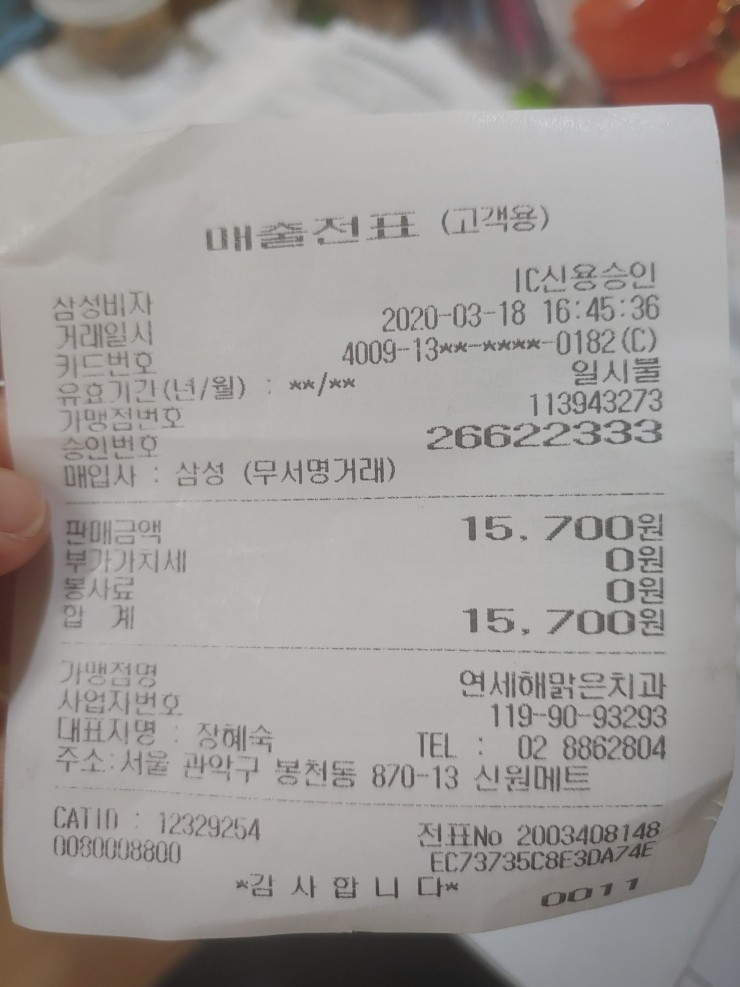 매출전표 (고객용)
삼성비자 IC신용승인
거래일시 2020-03-18 16:45:36
카드번호 4009-13**-****-0182(C)
유효기간(년/월) : **/** 일시불
가맹점번호 113943273
승인번호 26622333
매입사 : 삼성 (무서명거래)
판매금액 15,700원
부가가치세 0원
봉사료 0원
합 계 15,700원
가맹점명 연세해맑은치과
사업자번호 119-90-93293
대표자명 : 장혜숙 TEL : 02 8862804
주소:서울 관악구 봉천동 870-13 신원메트
CATID : 12329254 전표No 2003408148
0080008800 EC73735C8E3DA74E
*감 사 합 니 다* 0011